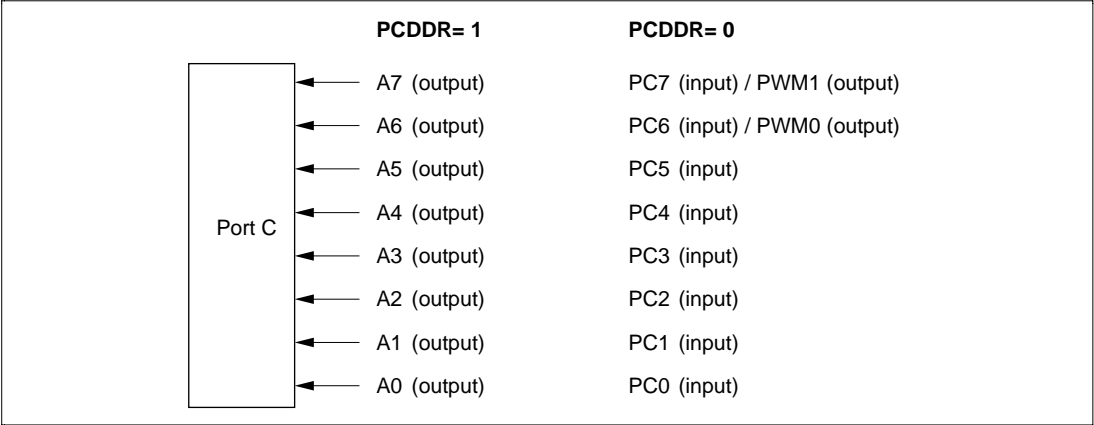 PCDDR= 1 PCDDR= 0
A7 (output) PC7 (input) / PWM1 (output)
A6 (output) PC6 (input) / PWM0 (output)
A5 (output) PC5 (input)
A4 (output) PC4 (input)
Port C
A3 (output) PC3 (input)
A2 (output) PC2 (input)
A1 (output) PC1 (input)
A0 (output) PC0 (input)